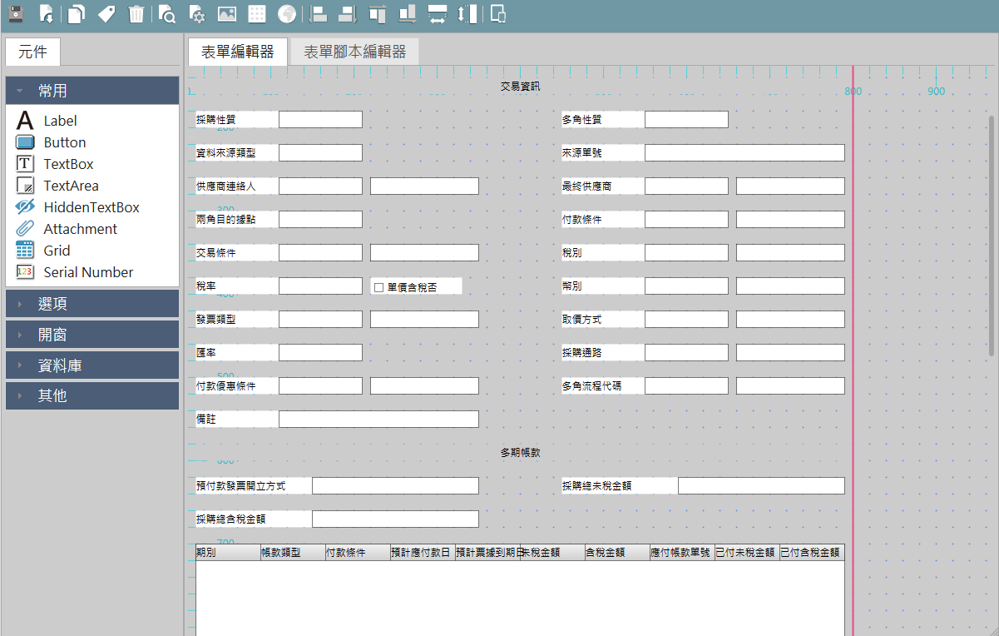 元件
表單編輯器 表單腳本編輯器
常用
Label
Button
TextBox
TextArea
HiddenTextBox
Attachment
Grid
Serial Number
選項
開窗
資料庫
其他
交易資訊
800 900
採購性質 多角性質
資料來源類型 來源單號
供應商連絡人 最終供應商
兩角目的據點 付款條件
交易條件 稅別
稅率 單價含稅否 幣別
發票類型 取價方式
匯率 採購通路
付款優惠條件 多角流程代碼
備註
多期帳款
預付款發票開立方式 採購總未稅金額
採購總含稅金額
期別 帳款類型 付款條件 預計應付款日 預計票據到期日 未稅金額 含稅金額 應付帳款單號 已付未稅金額 已付含稅金額